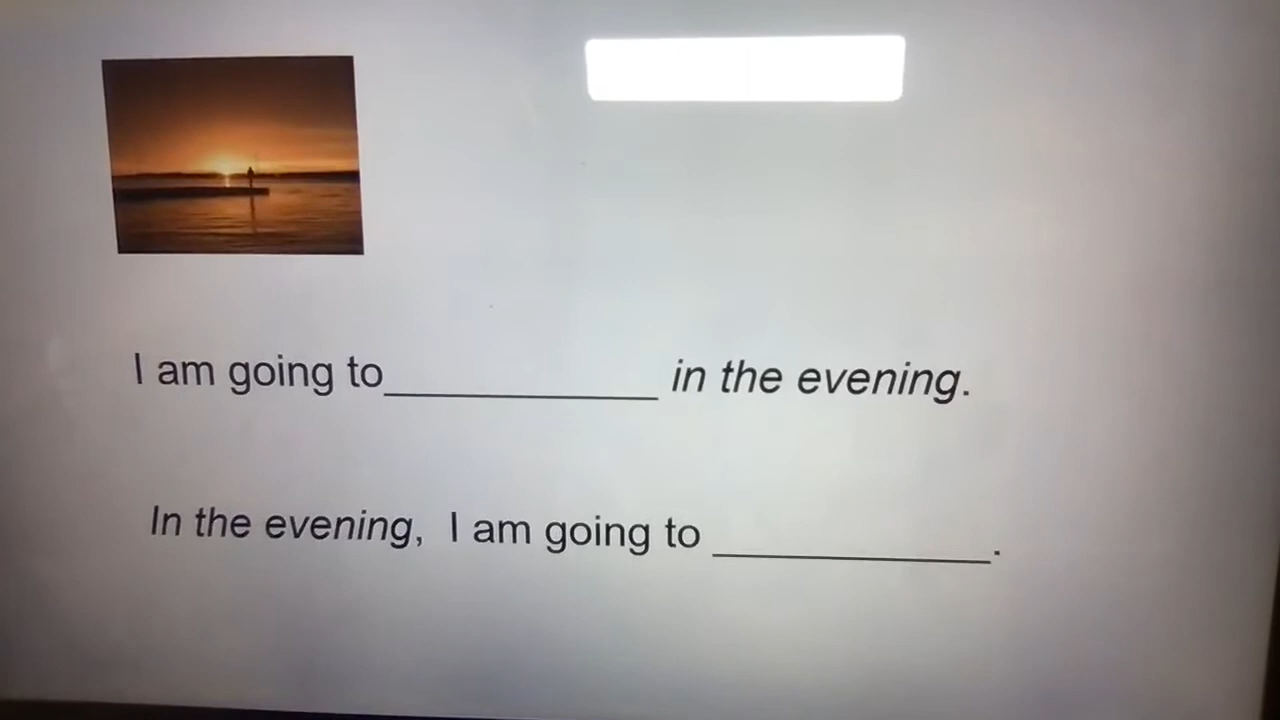 I am going to____________ in the evening.
In the evening, I am going to ____________.